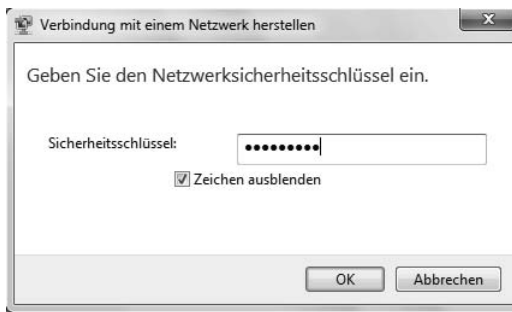 Verbindung mit einem Netzwerk herstellen
Geben Sie den Netzwerksicherheitsschlüssel ein.
Sicherheitsschlüssel: •••••••••
Zeichen ausblenden
OK Abbrechen